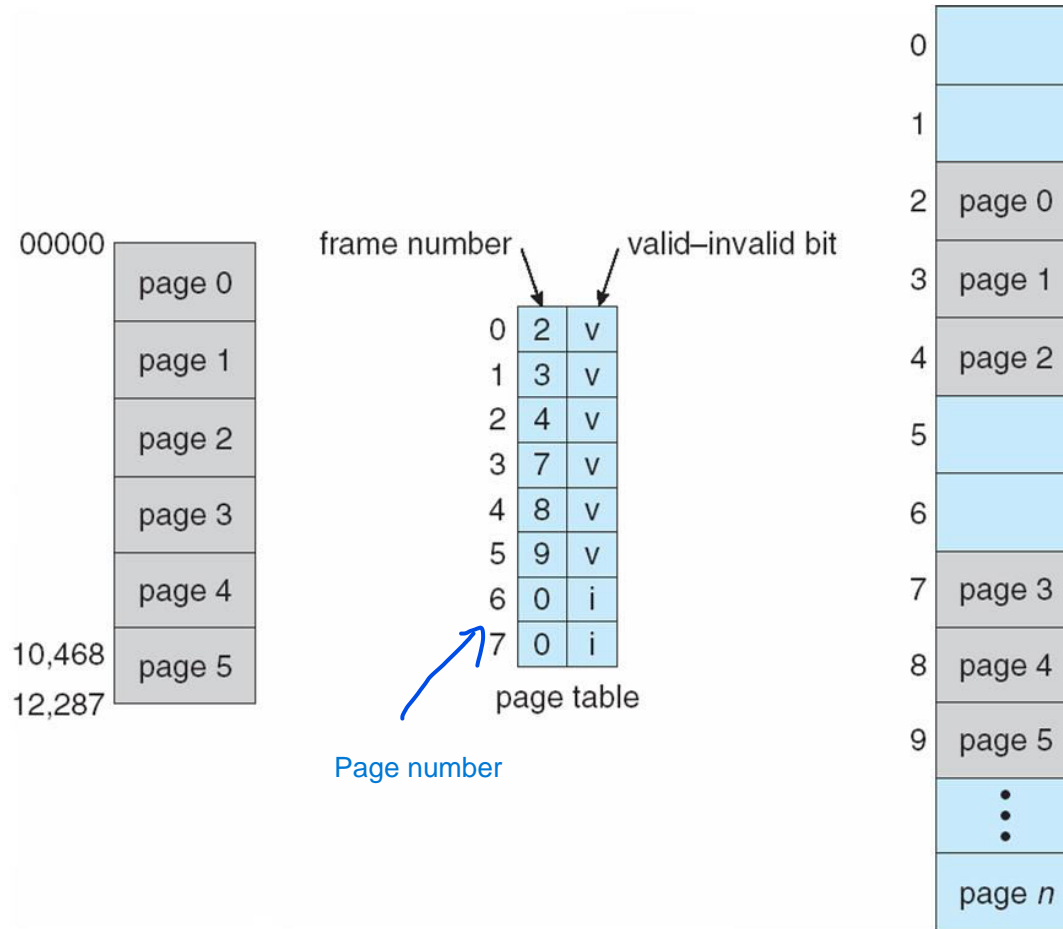 00000
page 0
page 1
page 2
page 3
page 4
10,468
page 5
12,287
frame number
valid–invalid bit
0 2 v
1 3 v
2 4 v
3 7 v
4 8 v
5 9 v
6 0 i
7 0 i
page table
Page number
0
1
2 page 0
3 page 1
4 page 2
5
6
7 page 3
8 page 4
9 page 5
page n